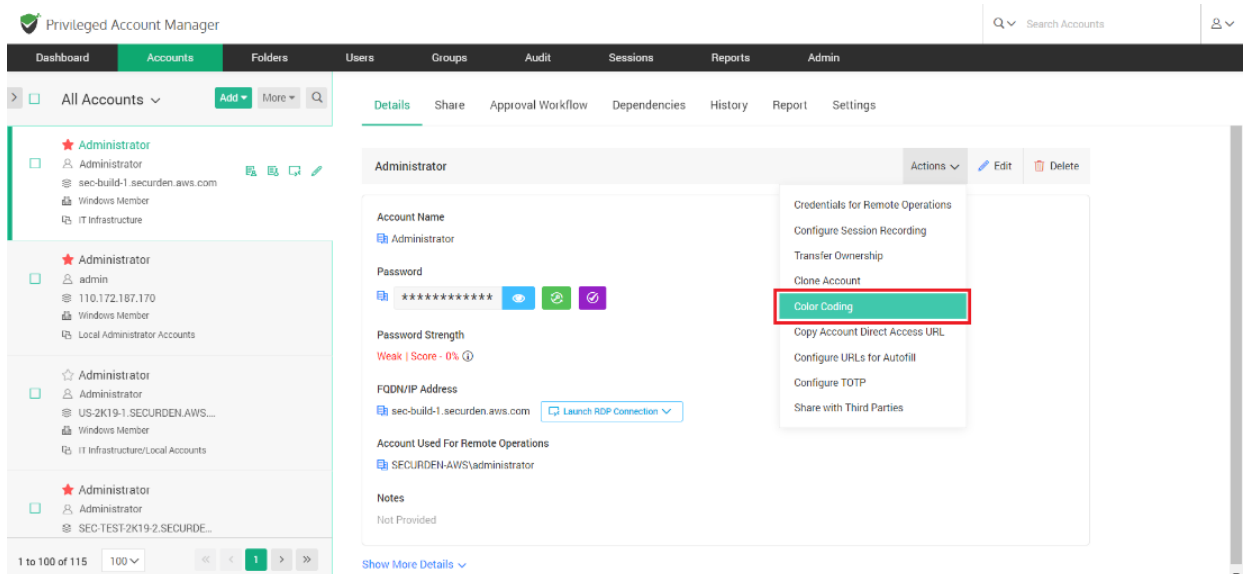 Privileged Account Manager
Search Accounts
Dashboard Accounts Folders Users Groups Audit Sessions Reports Admin
All Accounts Add More
Details Share Approval Workflow Dependencies History Report Settings
Administrator
Administrator
sec-build-1.securden.aws.com
Windows Member
IT Infrastructure
Administrator
admin
110.172.187.170
Windows Member
Local Administrator Accounts
Administrator
Administrator
US-2K19-1.SECURDEN.AWS....
Windows Member
IT Infrastructure/Local Accounts
Administrator
Administrator
SEC-TEST-2K19-2.SECURDE...
1 to 100 of 115 100 « < 1 > »
Administrator Actions Edit Delete
Account Name
Administrator
Password
************
Password Strength
Weak | Score - 0%
FQDN/IP Address
sec-build-1.securden.aws.com Launch RDP Connection
Account Used For Remote Operations
SECURDEN-AWS\administrator
Notes
Not Provided
Show More Details
Credentials for Remote Operations
Configure Session Recording
Transfer Ownership
Clone Account
Color Coding
Copy Account Direct Access URL
Configure URLs for Autofill
Configure TOTP
Share with Third Parties